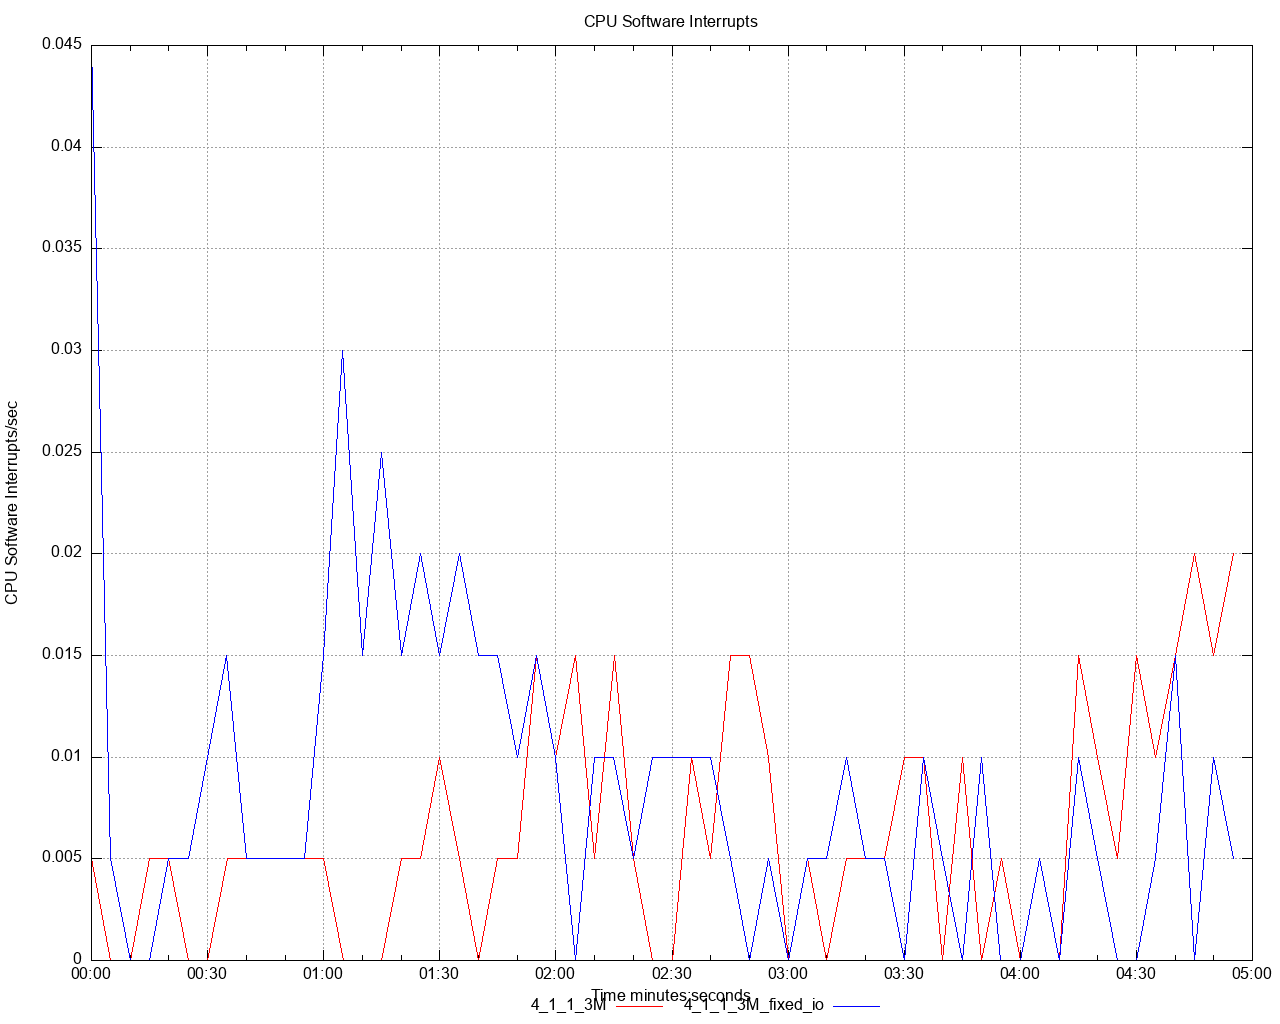 CPU Software Interrupts
CPU Software Interrupts/sec
0.045
0.04
0.035
0.03
0.025
0.02
0.015
0.01
0.005
0
00:00 00:30 01:00 01:30 02:00 02:30 03:00 03:30 04:00 04:30 05:00
Time minutes:seconds
4_1_1_3M 4_1_1_3M_fixed_io